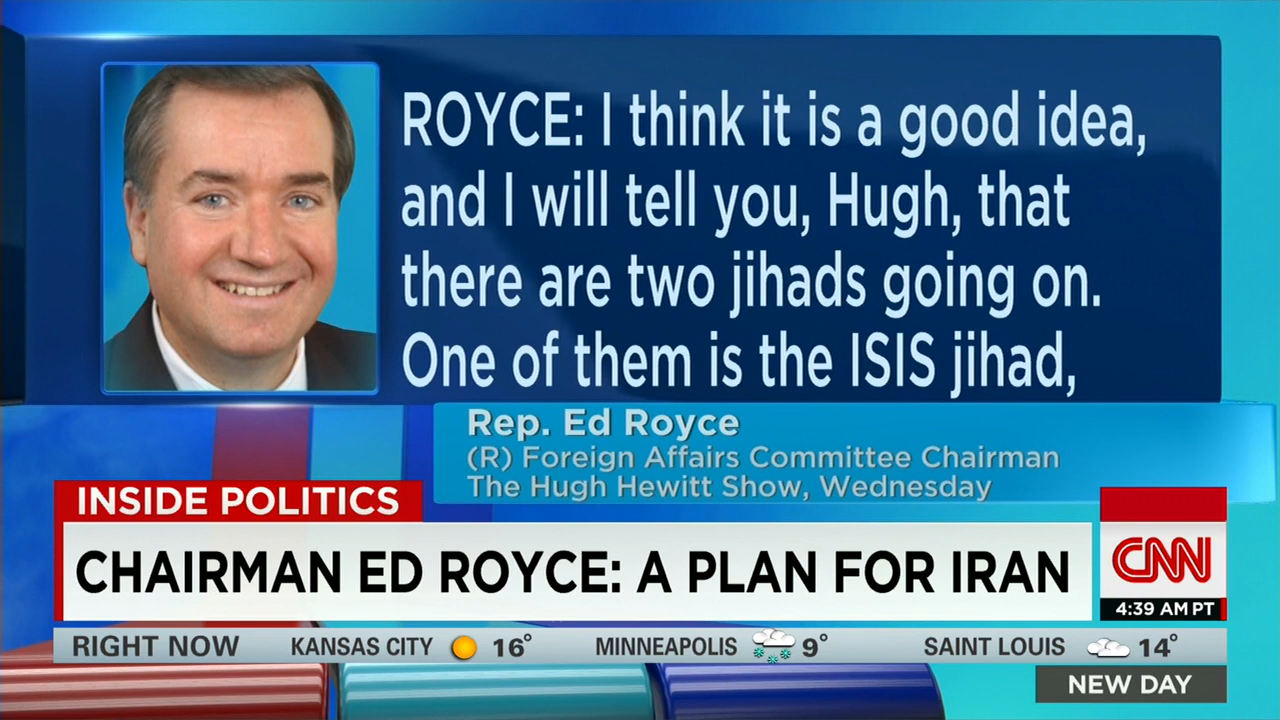 ROYCE: I think it is a good idea,
and I will tell you, Hugh, that
there are two jihads going on.
One of them is the ISIS jihad,
Rep. Ed Royce
(R) Foreign Affairs Committee Chairman
The Hugh Hewitt Show, Wednesday
INSIDE POLITICS
CHAIRMAN ED ROYCE: A PLAN FOR IRAN
CNN
4:39 AM PT
RIGHT NOW KANSAS CITY 16° MINNEAPOLIS 9° SAINT LOUIS 14°
NEW DAY